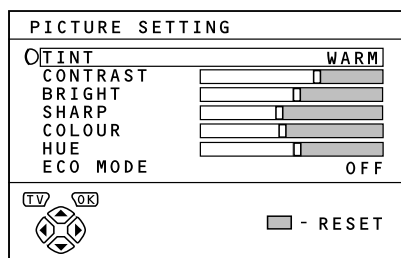 PICTURE SETTING
TINT WARM
CONTRAST
BRIGHT
SHARP
COLOUR
HUE
ECO MODE OFF
TV OK
- RESET